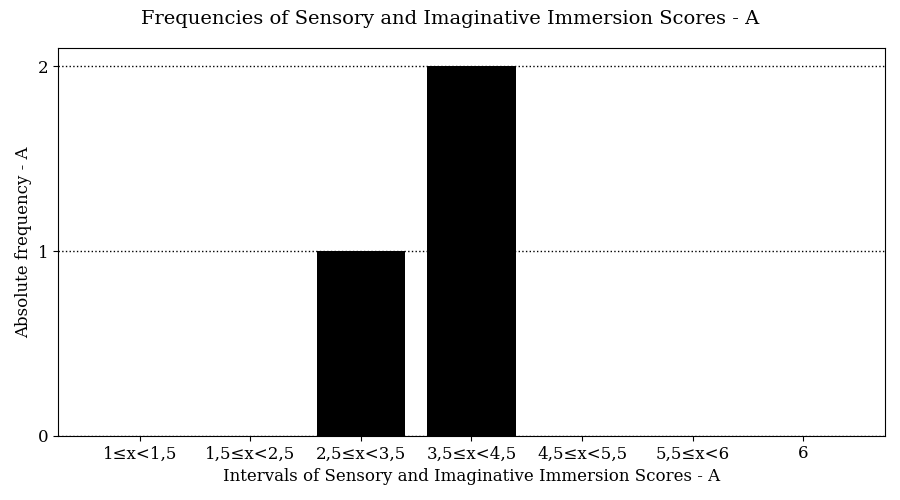 Frequencies of Sensory and Imaginative Immersion Scores - A
Absolute frequency - A
2
1
0
1≤x<1,5 1,5≤x<2,5 2,5≤x<3,5 3,5≤x<4,5 4,5≤x<5,5 5,5≤x<6 6
Intervals of Sensory and Imaginative Immersion Scores - A